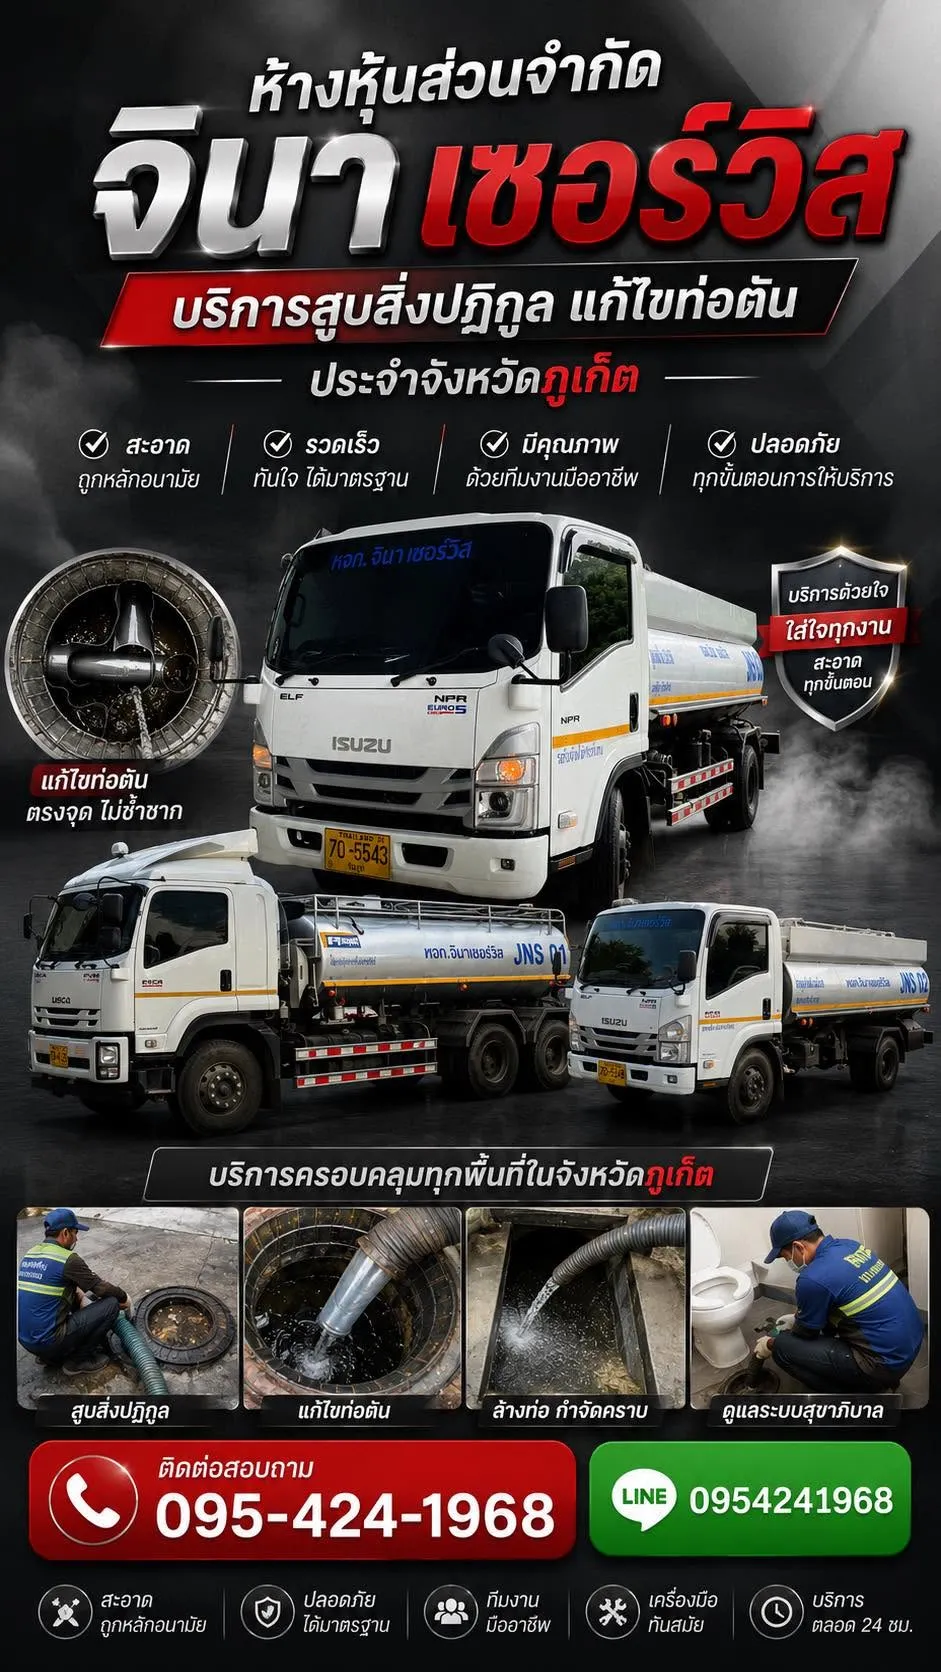 ห้างหุ้นส่วนจำกัด
จินา เซอร์วิส
บริการสูบสิ่งปฏิกูล แก้ไขท่อตัน
ประจำจังหวัดภูเก็ต
สะอาด
ถูกหลักอนามัย
รวดเร็ว
ทันใจ ได้มาตรฐาน
มีคุณภาพ
ด้วยทีมงานมืออาชีพ
ปลอดภัย
ทุกขั้นตอนการให้บริการ
หจก. จินา เซอร์วิส
ELF
NPR
EURO 5
ISUZU
NPR
70-5543
บริการด้วยใจ
ใส่ใจทุกงาน
สะอาด
ทุกขั้นตอน
แก้ไขท่อตัน
ตรงจุด ไม่ซ้ำซาก
JNS 01
ISUZU
JNS 02
บริการครอบคลุมทุกพื้นที่ในจังหวัดภูเก็ต
สูบสิ่งปฏิกูล
แก้ไขท่อตัน
ล้างท่อ กำจัดคราบ
ดูแลระบบสุขาภิบาล
ติดต่อสอบถาม
095-424-1968
LINE
0954241968
สะอาด
ถูกหลักอนามัย
ปลอดภัย
ได้มาตรฐาน
ทีมงาน
มืออาชีพ
เครื่องมือ
ทันสมัย
บริการ
ตลอด 24 ชม.